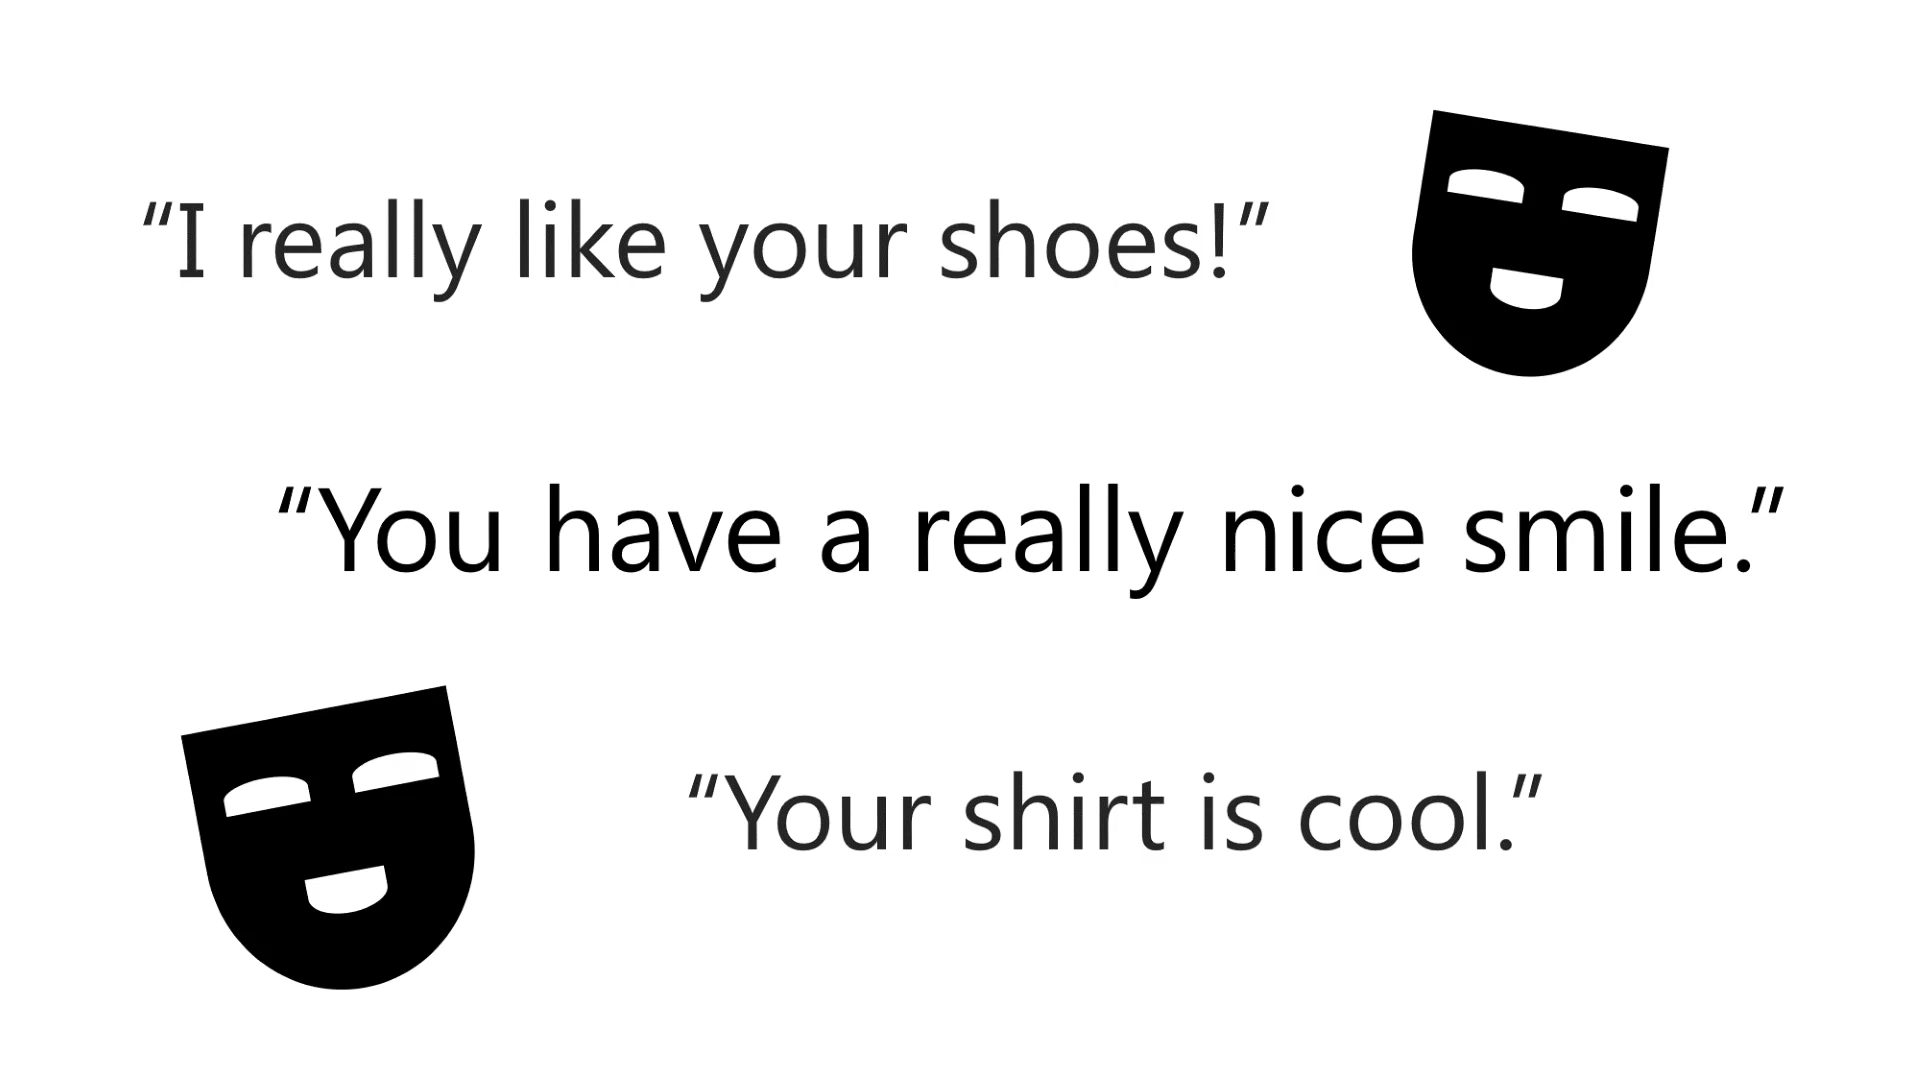 “I really like your shoes!”
“You have a really nice smile.”
“Your shirt is cool.”